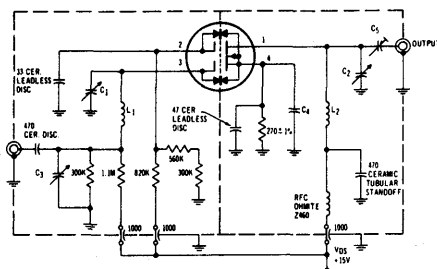 C5
2
1
OUTPUT
3
4
33 CER.
LEADLESS
DISC
C1
C2
L1
47 CER
LEADLESS
DISC
C4
L2
270±1%
470
CER. DISC.
560K
C3
300K
1.1M
820K
300K
470
CERAMIC
TUBULAR
STANDOFF
RFC
OHMITE
Z460
1000
1000
1000
VDS
+15V